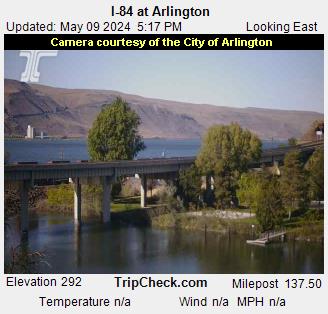 I-84 at Arlington
Updated: May 09 2024 5:17 PM Looking East
Camera courtesy of the City of Arlington
Elevation 292 TripCheck.com Milepost 137.50
Temperature n/a Wind n/a MPH n/a